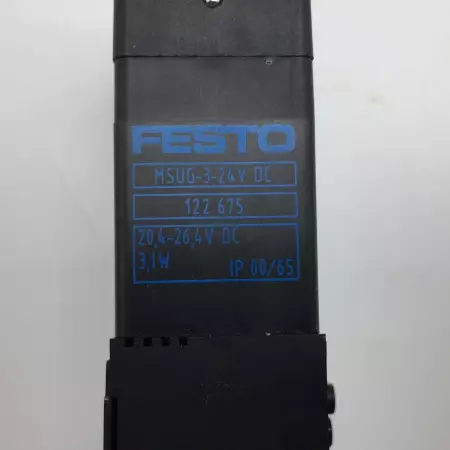 FESTO
MSUG-3-24V DC
122 675
20,4-26,4V DC
3,1W IP 00/65